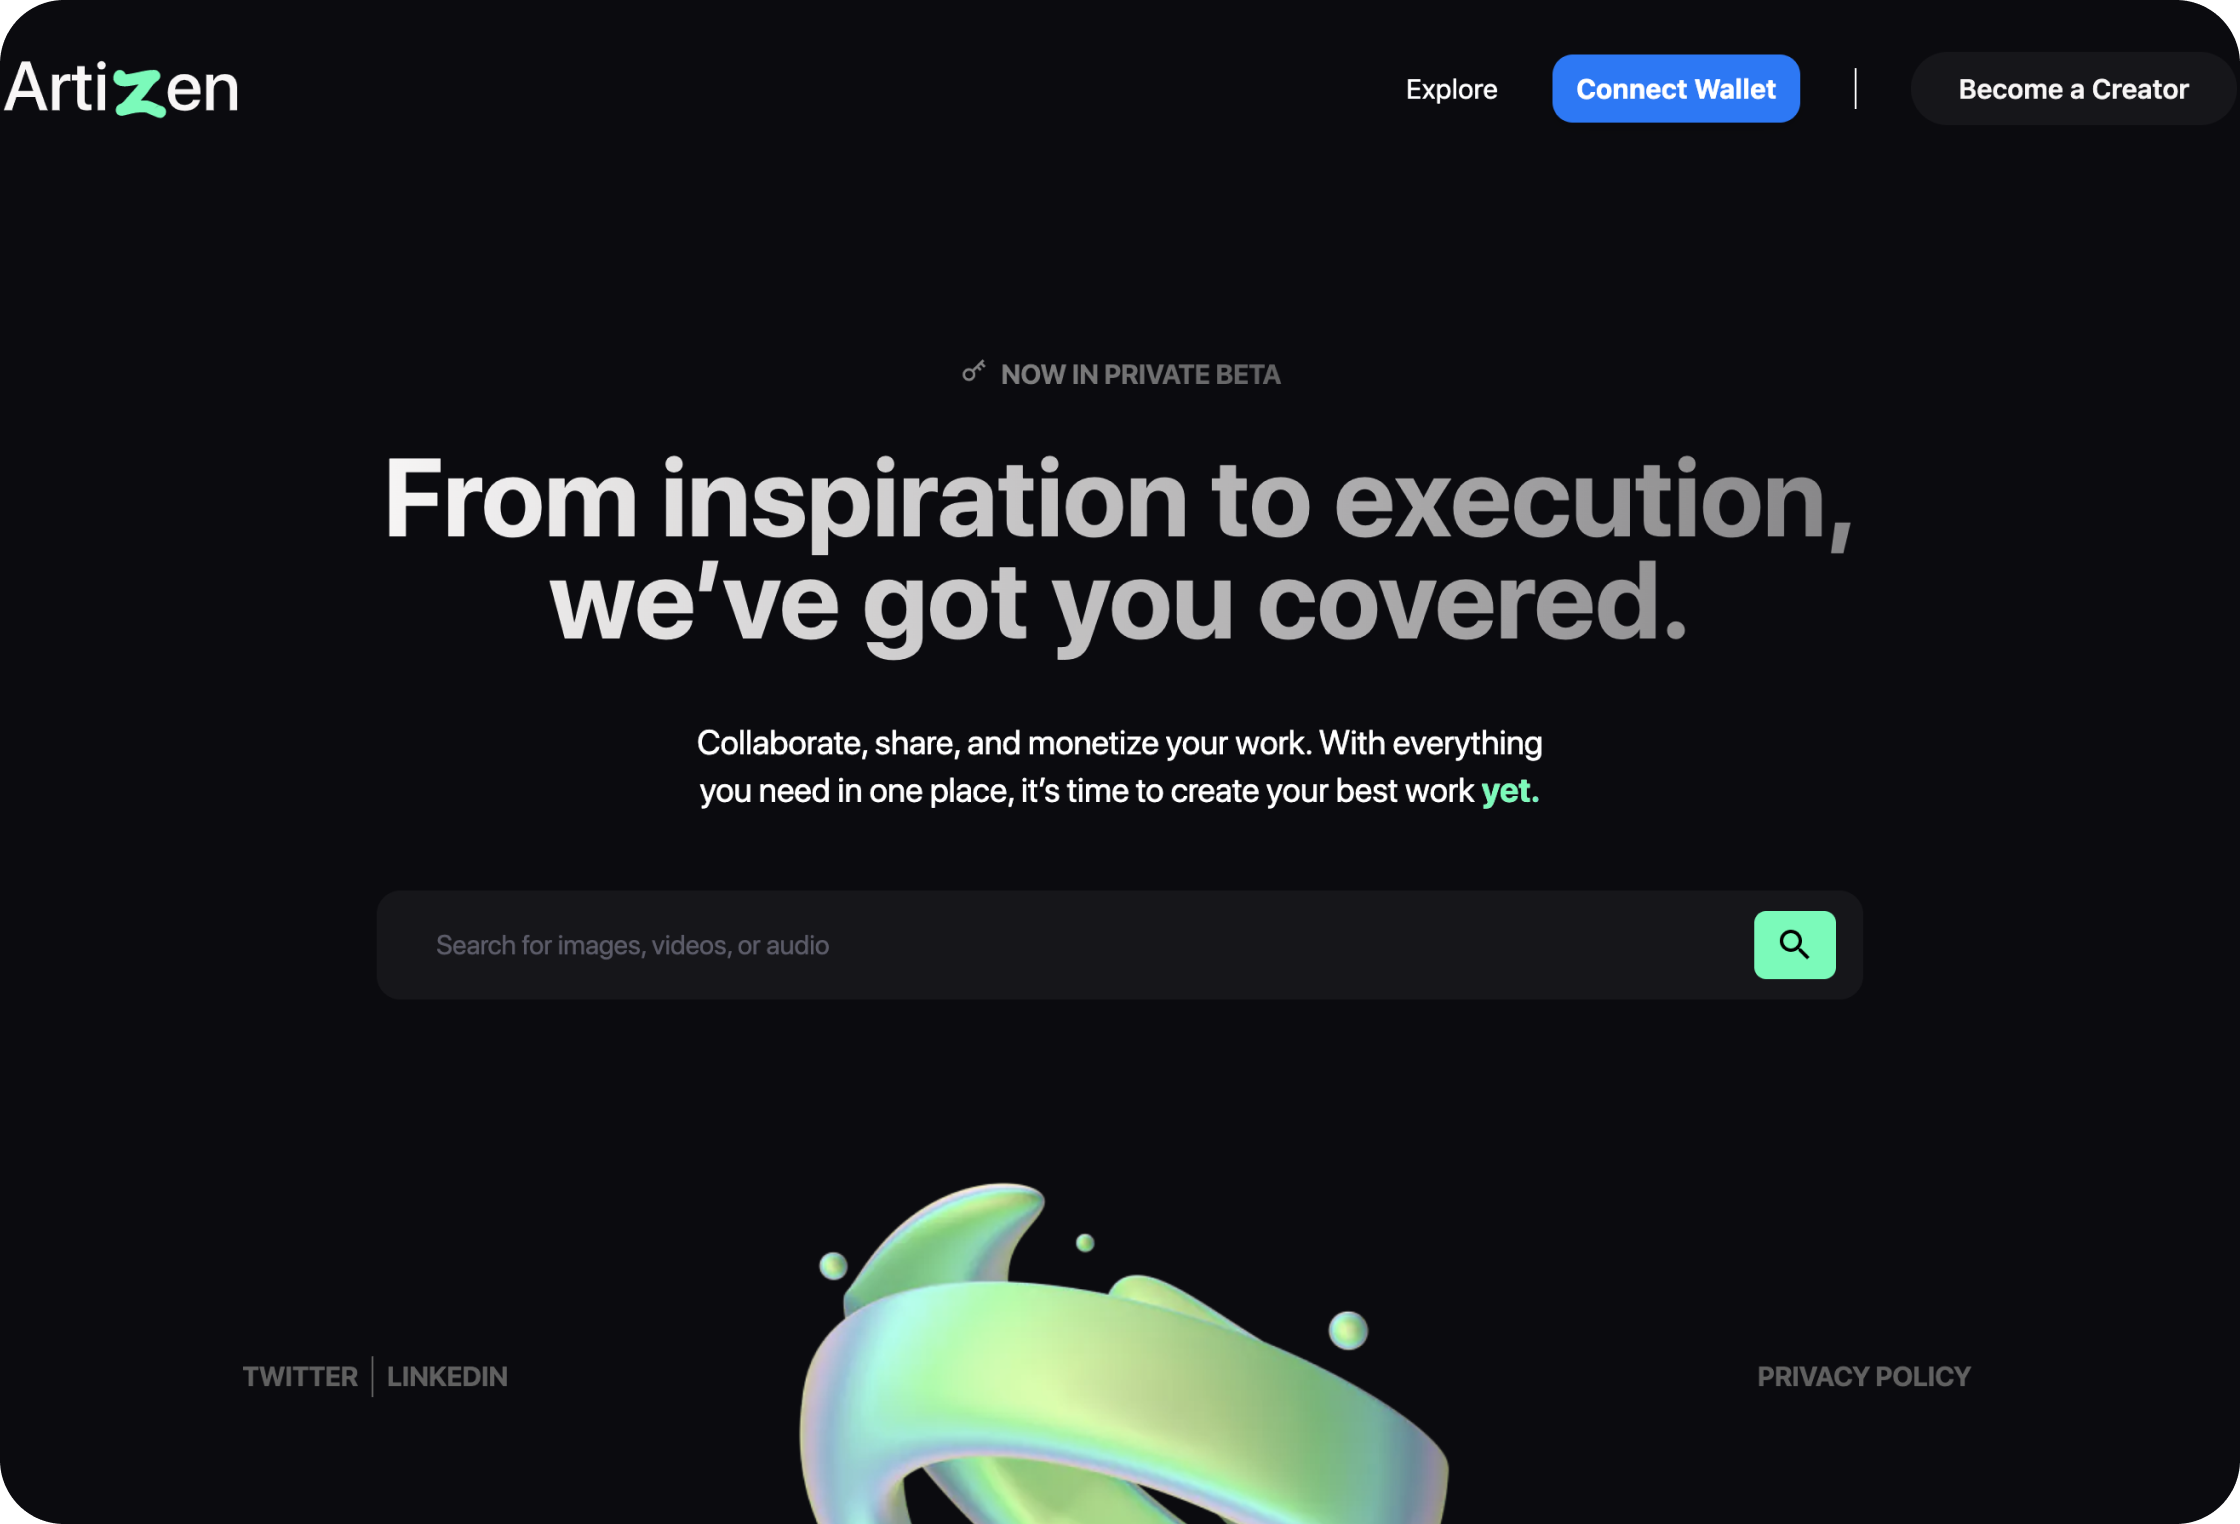 Artizen
Explore
Connect Wallet
Become a Creator
NOW IN PRIVATE BETA
From inspiration to execution,
we’ve got you covered.
Collaborate, share, and monetize your work. With everything
you need in one place, it’s time to create your best work yet.
Search for images, videos, or audio
TWITTER
LINKEDIN
PRIVACY POLICY